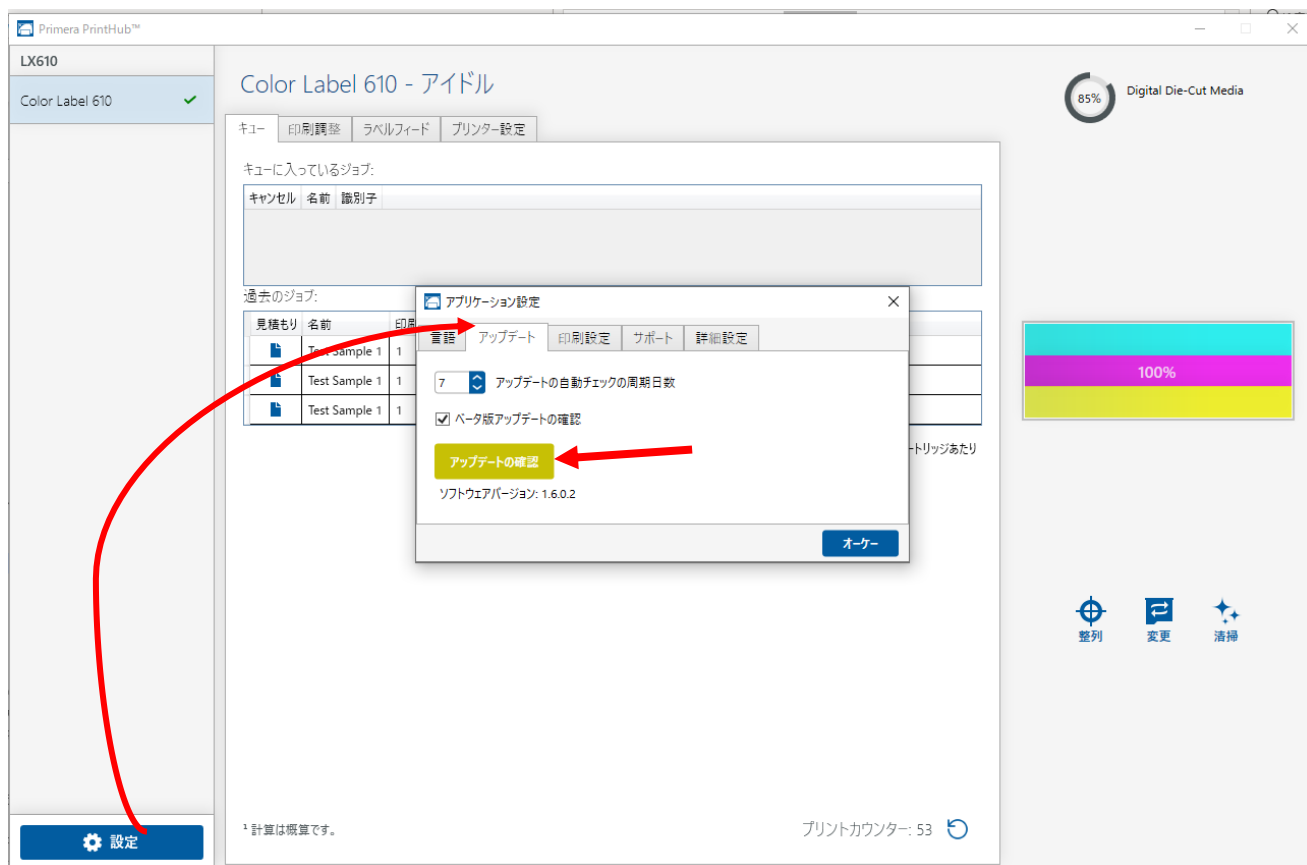 Primera PrintHub™
LX610
Color Label 610
Color Label 610 - アイドル
85%
Digital Die-Cut Media
キュー 印刷調整 ラベルフィード プリンター設定
キューに入っているジョブ:
キャンセル 名前 識別子
過去のジョブ:
見積もり 名前
Test Sample 1 1
Test Sample 1 1
Test Sample 1 1
ートリッジあたり
アプリケーション設定
言語 アップデート 印刷設定 サポート 詳細設定
7 アップデートの自動チェックの周期日数
ベータ版アップデートの確認
アップデートの確認
ソフトウェアバージョン: 1.6.0.2
オーケー
100%
整列 変更 清掃
設定
¹ 計算は概算です。
プリントカウンター: 53